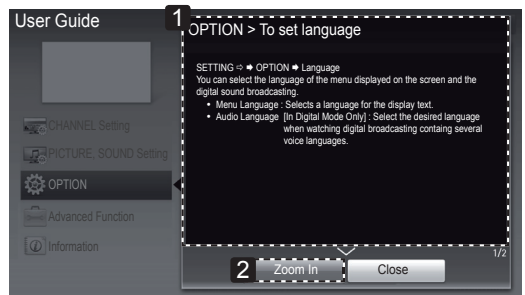 User Guide
1
OPTION > To set language
SETTING ⇨ ➡ OPTION ➡ Language
You can select the language of the menu displayed on the screen and the
digital sound broadcasting.
• Menu Language : Selects a language for the display text.
• Audio Language [In Digital Mode Only] : Select the desired language
when watching digital broadcasting containg several
voice languages.
CHANNEL Setting
PICTURE, SOUND Setting
OPTION
Advanced Function
Information
1/2
2
Zoom In
Close